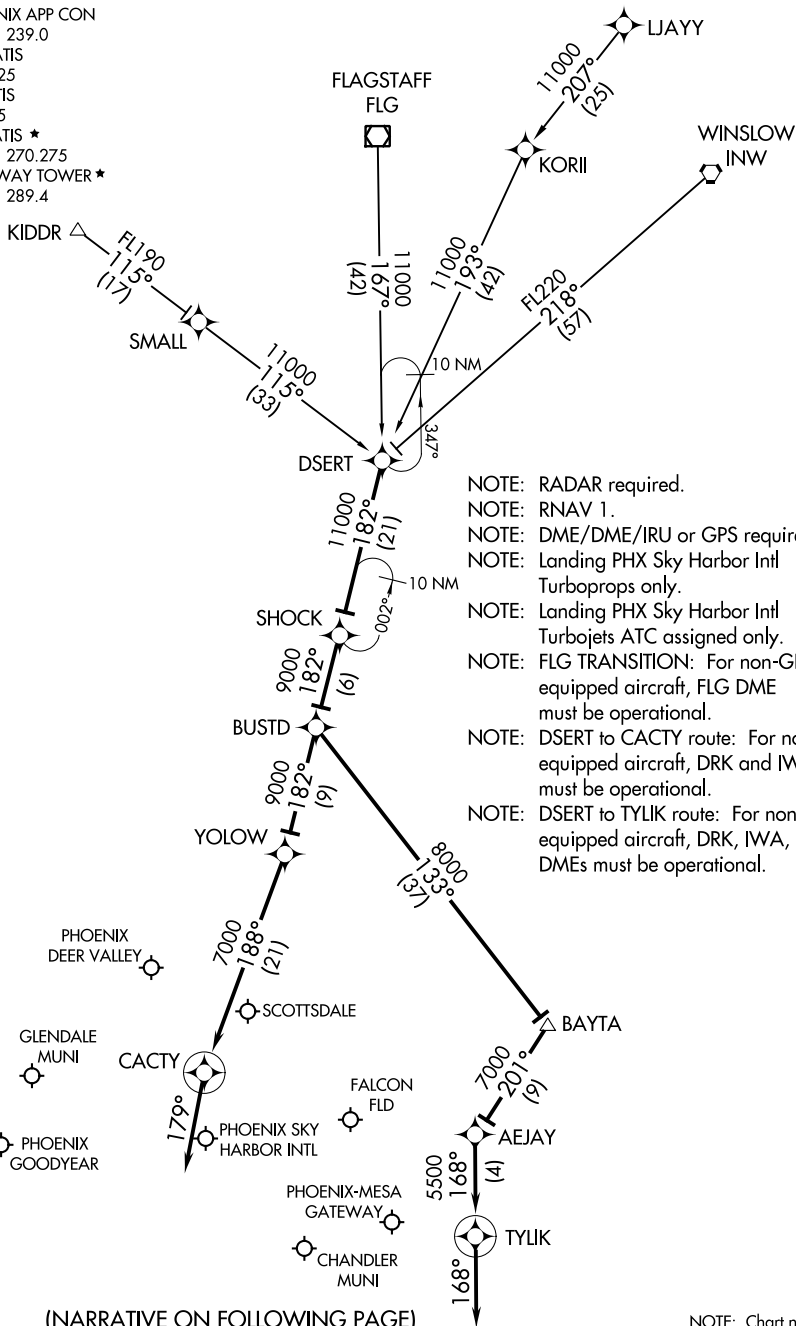 NIX APP CON
239.0
ATIS
25
TIS
5
ATIS ★
270.275
WAY TOWER ★
289.4
LJAYY
11000
207°
(25)
FLAGSTAFF
FLG
KORII
WINSLOW
INW
KIDDR
FL190
115°
(17)
SMALL
11000
115°
(33)
11000
167°
(42)
11000
193°
(42)
FL220
218°
(57)
10 NM
347°
DSERT
11000
182°
(21)
10 NM
002°
SHOCK
NOTE: RADAR required.
NOTE: RNAV 1.
NOTE: DME/DME/IRU or GPS requir
NOTE: Landing PHX Sky Harbor Intl
Turboprops only.
NOTE: Landing PHX Sky Harbor Intl
Turbojets ATC assigned only.
NOTE: FLG TRANSITION: For non-G
equipped aircraft, FLG DME
must be operational.
NOTE: DSERT to CACTY route: For no
equipped aircraft, DRK and IW
must be operational.
NOTE: DSERT to TYLIK route: For non
equipped aircraft, DRK, IWA,
DMEs must be operational.
9000
182°
(6)
BUSTD
9000
182°
(9)
YOLOW
8000
133°
(37)
7000
188°
(21)
PHOENIX
DEER VALLEY
SCOTTSDALE
BAYTA
GLENDALE
MUNI
CACTY
7000
201°
(9)
179°
FALCON
FLD
PHOENIX SKY
HARBOR INTL
AEJAY
PHOENIX
GOODYEAR
5500
168°
(4)
PHOENIX-MESA
GATEWAY
TYLIK
CHANDLER
MUNI
168°
(NARRATIVE ON FOLLOWING PAGE)
NOTE: Chart n